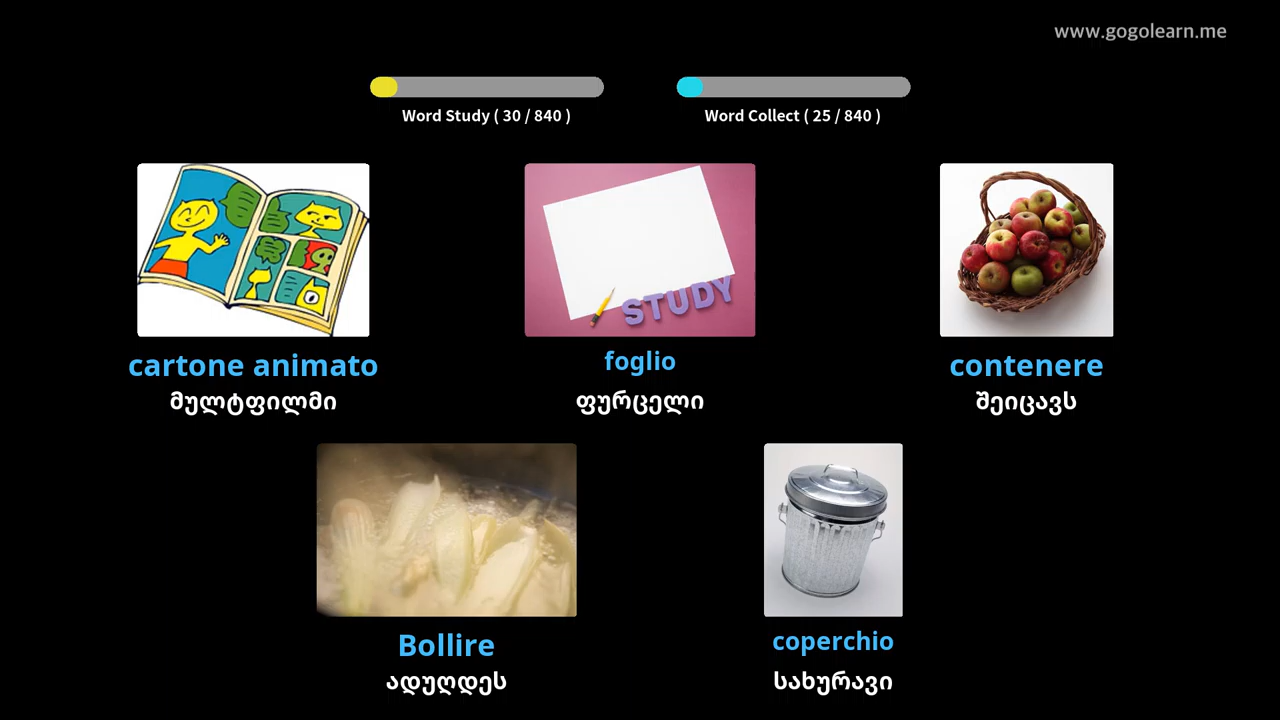 www.gogolearn.me
Word Study ( 30 / 840 )
Word Collect ( 25 / 840 )
STUDY
cartone animato
მულტფილმი
foglio
ფურცელი
contenere
შეიცავს
Bollire
ადუღდეს
coperchio
სახურავი